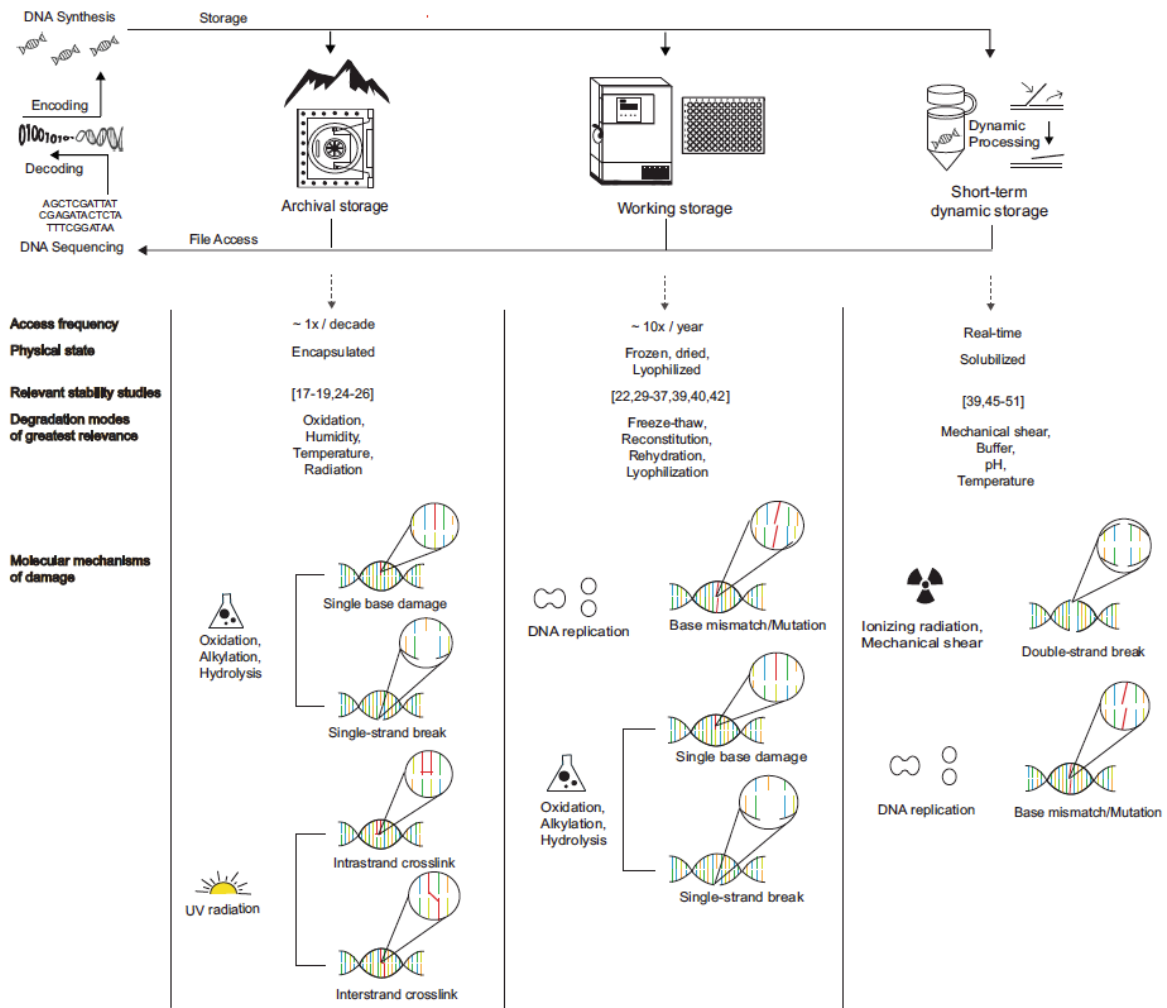 DNA Synthesis
Storage
Encoding
01001010
Decoding
AGCTCGATTAT
CGAGATACTCTA
TTTCGGATAA
DNA Sequencing
File Access
Archival storage
Working storage
Dynamic
Processing
Short-term
dynamic storage
Access frequency
~ 1x / decade
~ 10x / year
Real-time
Physical state
Encapsulated
Frozen, dried,
Lyophilized
Solubilized
Relevant stability studies
[17-19,24-26]
[22,29-37,39,40,42]
[39,45-51]
Degradation modes
of greatest relevance
Oxidation,
Humidity,
Temperature,
Radiation
Freeze-thaw,
Reconstitution,
Rehydration,
Lyophilization
Mechanical shear,
Buffer,
pH,
Temperature
Molecular mechanisms
of damage
Oxidation,
Alkylation,
Hydrolysis
Single base damage
Single-strand break
UV radiation
Intrastrand crosslink
Interstrand crosslink
DNA replication
Base mismatch/Mutation
Oxidation,
Alkylation,
Hydrolysis
Single base damage
Single-strand break
Ionizing radiation,
Mechanical shear
Double-strand break
DNA replication
Base mismatch/Mutation